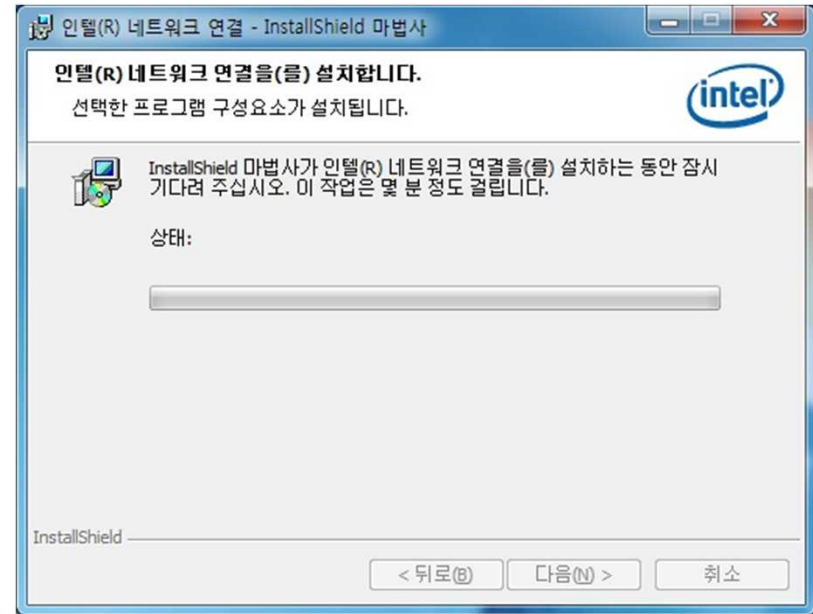 인텔(R) 네트워크 연결 - InstallShield 마법사
인텔(R) 네트워크 연결을(를) 설치합니다.
선택한 프로그램 구성요소가 설치됩니다.
intel
InstallShield 마법사가 인텔(R) 네트워크 연결을(를) 설치하는 동안 잠시
기다려 주십시오. 이 작업은 몇 분 정도 걸립니다.
상태:
InstallShield
< 뒤로(B)
다음(N) >
취소